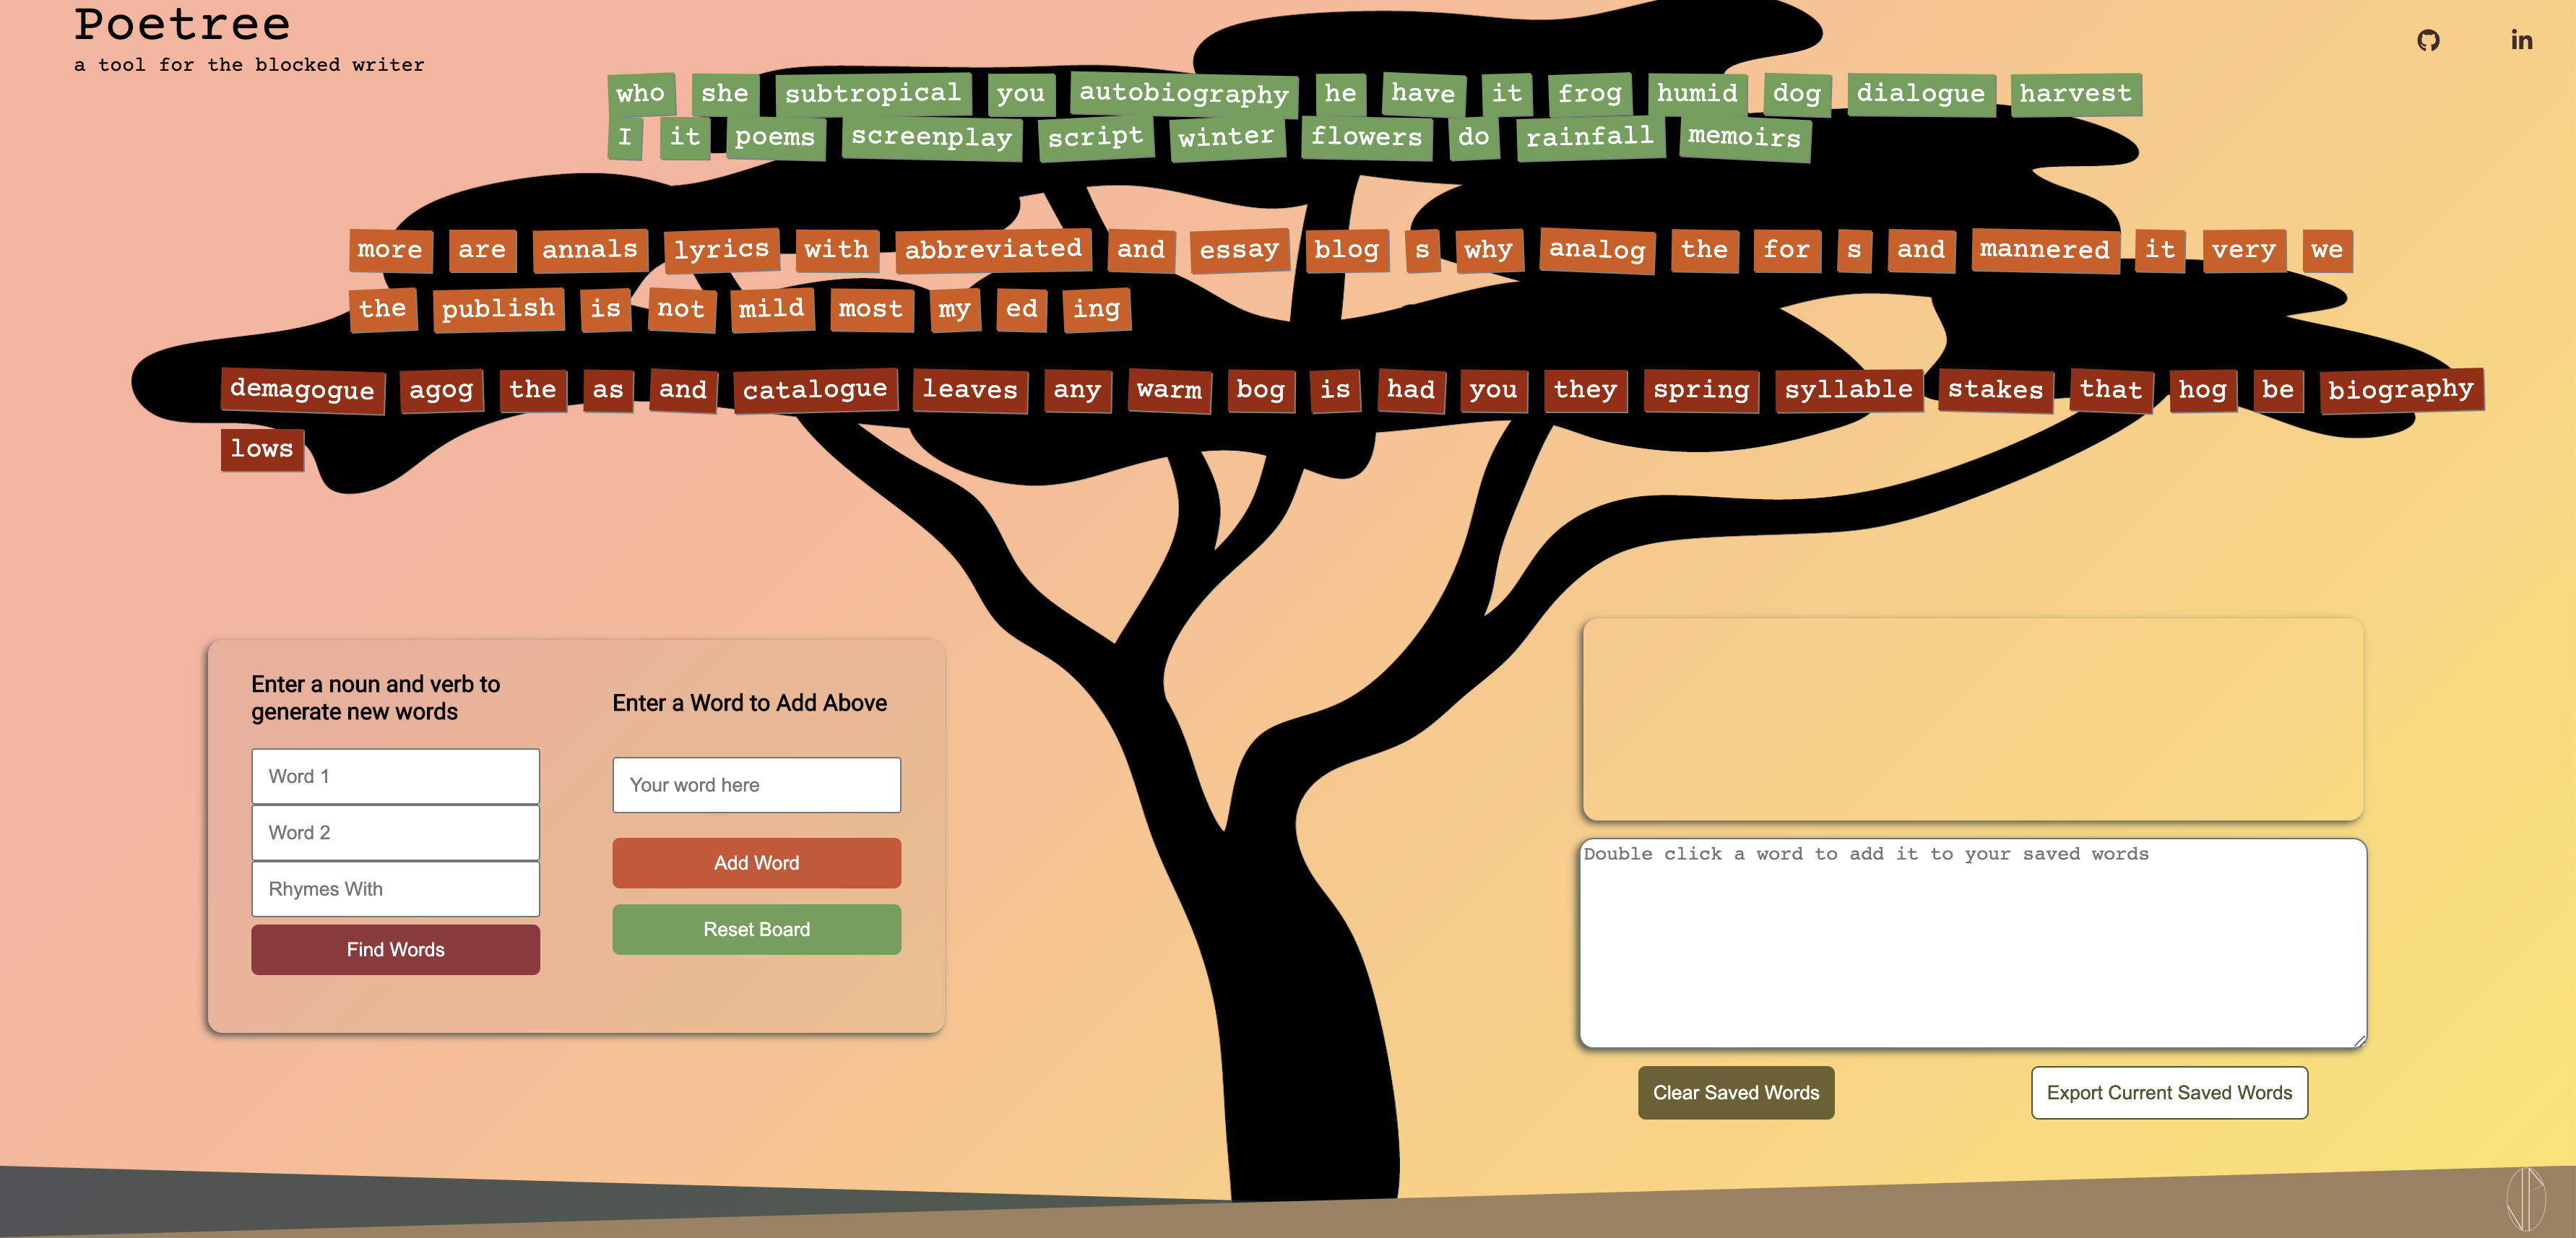 Poetree
a tool for the blocked writer
who she subtropical you autobiography he have it frog humid dog dialogue harvest
I it poems screenplay script winter flowers do rainfall memoirs
more are annals lyrics with abbreviated and essay blog s why analog the for s and mannered it very we
the publish is not mild most my ed ing
demagogue agog the as and catalogue leaves any warm bog is had you they spring syllable stakes that hog be biography
lows
Enter a noun and verb to
generate new words
Word 1
Word 2
Rhymes With
Find Words
Enter a Word to Add Above
Your word here
Add Word
Reset Board
Double click a word to add it to your saved words
Clear Saved Words
Export Current Saved Words
in